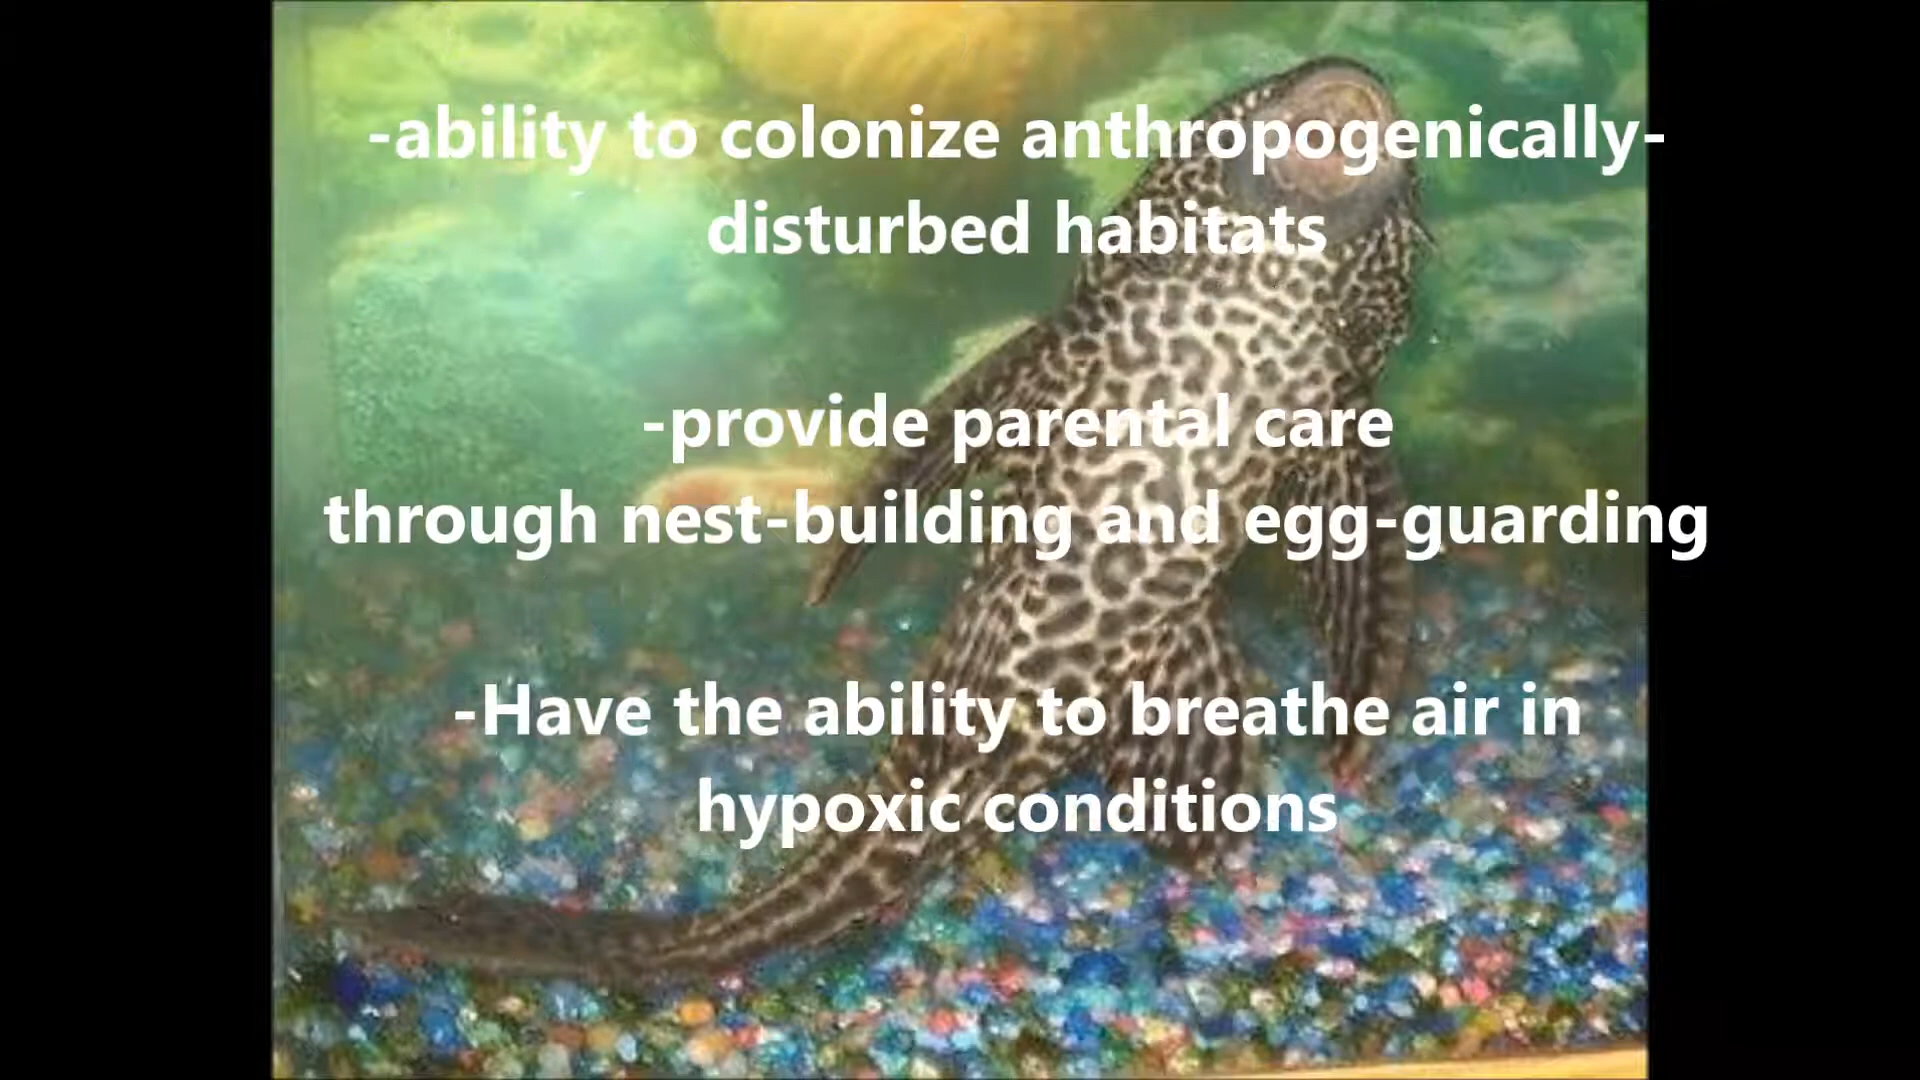 -ability to colonize anthropogenically-
disturbed habitats
-provide parental care
through nest-building and egg-guarding
-Have the ability to breathe air in
hypoxic conditions